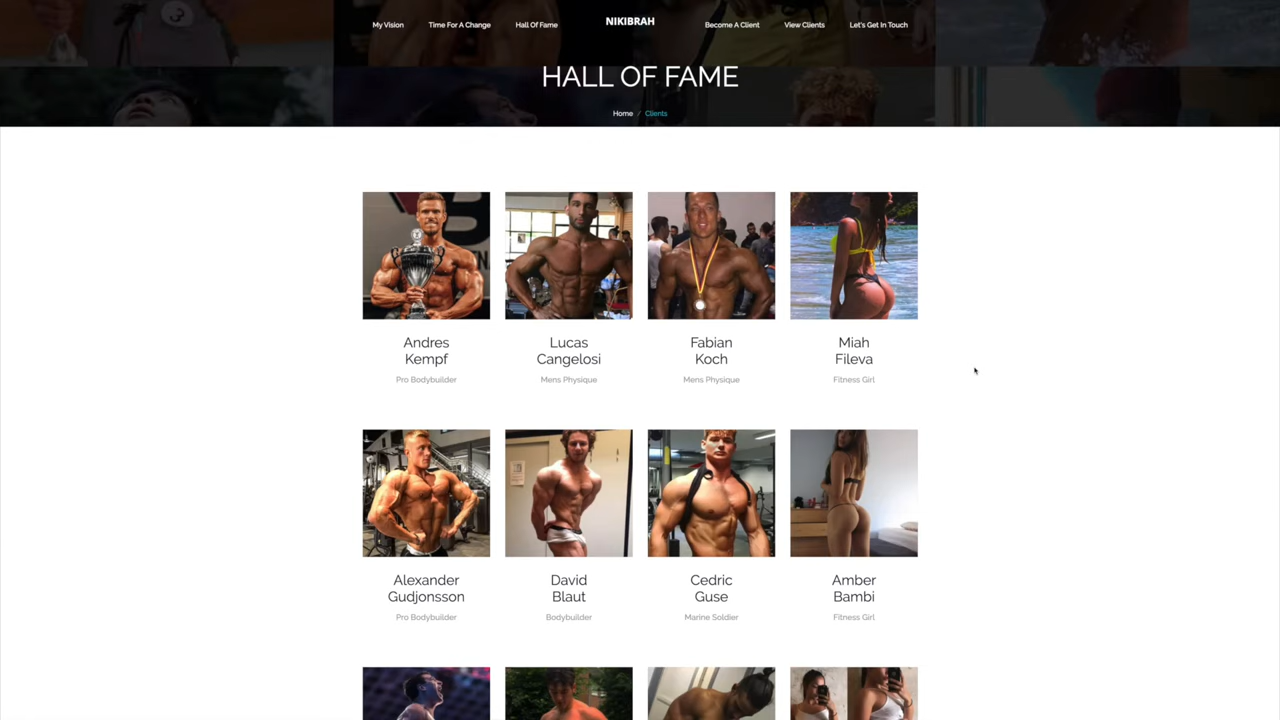 My Vision
Time For A Change
Hall Of Fame
NIKIBRAH
Become A Client
View Clients
Let's Get In Touch
HALL OF FAME
Home / Clients
Andres
Kempf
Pro Bodybuilder
Lucas
Cangelosi
Mens Physique
Fabian
Koch
Mens Physique
Miah
Fileva
Fitness Girl
Alexander
Gudjonsson
Pro Bodybuilder
David
Blaut
Bodybuilder
Cedric
Guse
Marine Soldier
Amber
Bambi
Fitness Girl